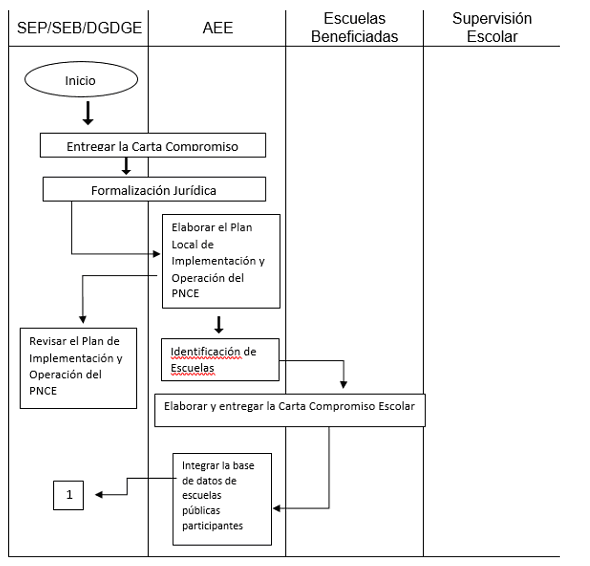 SEP/SEB/DGDGE
AEE
Escuelas
Beneficiadas
Supervisión
Escolar
Inicio
Entregar la Carta Compromiso
Formalización Jurídica
Elaborar el Plan
Local de
Implementación y
Operación del
PNCE
Revisar el Plan de
Implementación y
Operación del
PNCE
Identificación de
Escuelas
Elaborar y entregar la Carta Compromiso Escolar
Integrar la base
de datos de
escuelas
públicas
participantes
1